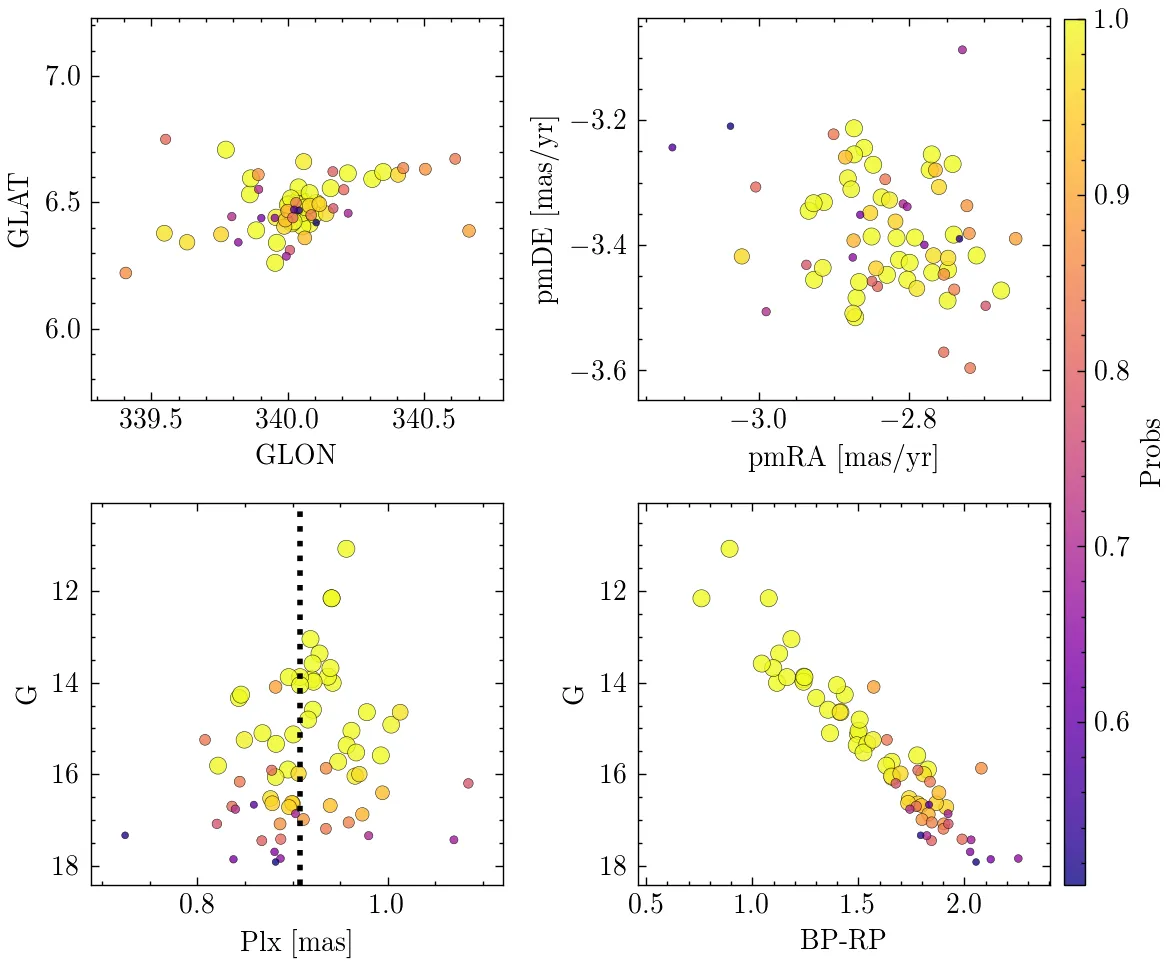 7.0
6.5
6.0
GLAT
339.5 340.0 340.5
GLON
−3.2
−3.4
−3.6
pmDE [mas/yr]
−3.0 −2.8
pmRA [mas/yr]
1.0
0.9
0.8
0.7
0.6
Probs
12
14
16
18
G
0.8 1.0
Plx [mas]
12
14
16
18
G
0.5 1.0 1.5 2.0
BP-RP